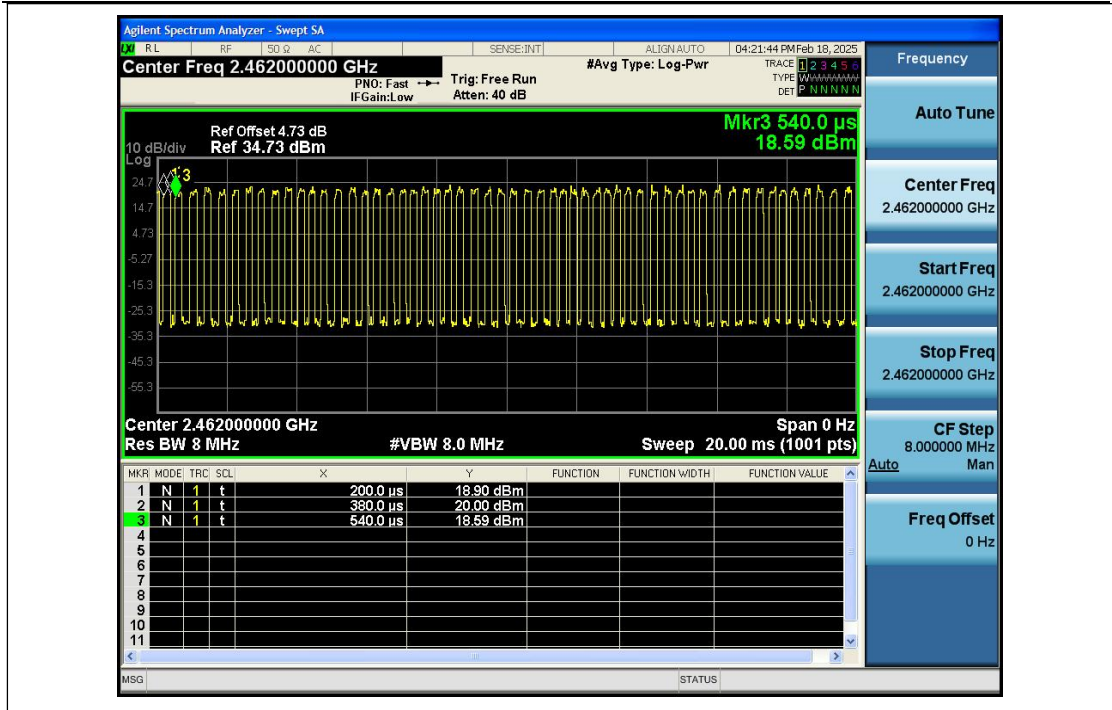 Agilent Spectrum Analyzer - Swept SA
LXI RL RF 50 Ω AC SENSE:INT ALIGN AUTO 04:21:44 PM Feb 18, 2025
Center Freq 2.462000000 GHz #Avg Type: Log-Pwr TRACE 1 2 3 4 5 6
PNO: Fast Trig: Free Run TYPE WWWWWW
IFGain:Low Atten: 40 dB DET P N N N N N
Mkr3 540.0 µs
Ref Offset 4.73 dB
10 dB/div Ref 34.73 dBm 18.59 dBm
Log
1 3
24.7
14.7
4.73
-5.27
-15.3
-25.3
-35.3
-45.3
-55.3
Center 2.462000000 GHz Span 0 Hz
Res BW 8 MHz #VBW 8.0 MHz Sweep 20.00 ms (1001 pts)
MKR MODE TRC SCL X Y FUNCTION FUNCTION WIDTH FUNCTION VALUE
1 N 1 t 200.0 µs 18.90 dBm
2 N 1 t 380.0 µs 20.00 dBm
3 N 1 t 540.0 µs 18.59 dBm
4
5
6
7
8
9
10
11
MSG STATUS
Frequency
Auto Tune
Center Freq
2.462000000 GHz
Start Freq
2.462000000 GHz
Stop Freq
2.462000000 GHz
CF Step
8.000000 MHz
Auto Man
Freq Offset
0 Hz